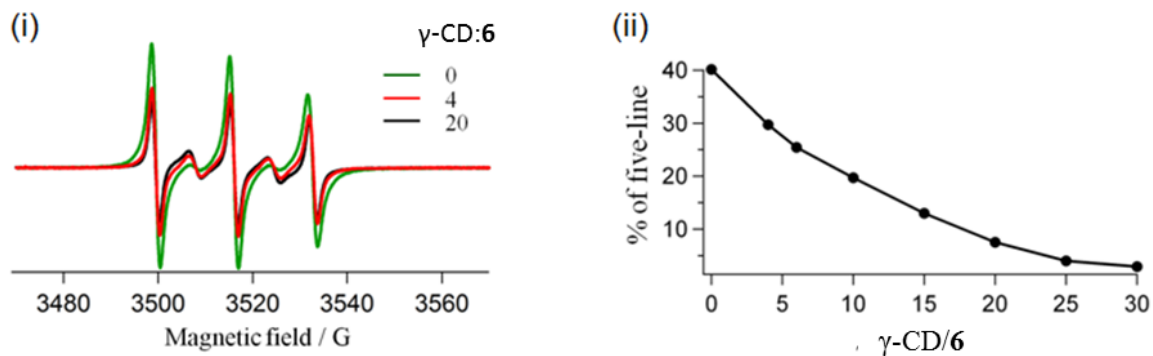 (i)
γ-CD:6
0
4
20
3480 3500 3520 3540 3560
Magnetic field / G
(ii)
40
30
20
10
% of five-line
0 5 10 15 20 25 30
γ-CD/6